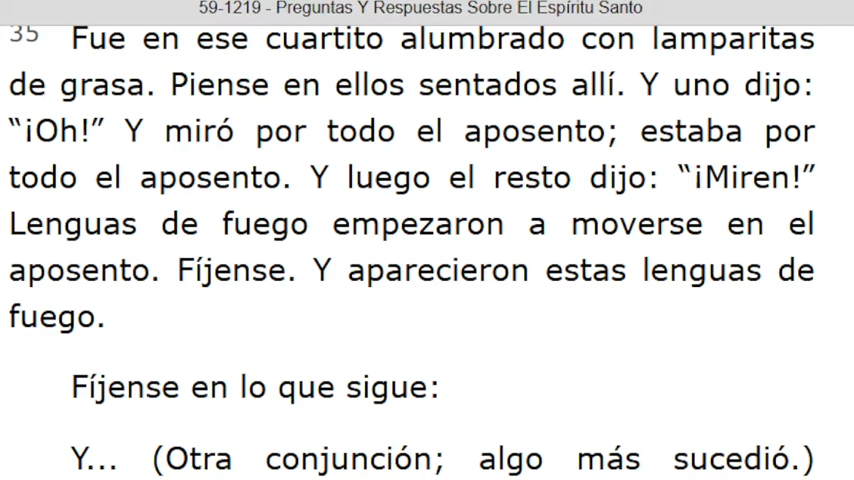 59-1219 - Preguntas Y Respuestas Sobre El Espíritu Santo
35 Fue en ese cuartito alumbrado con lamparitas
de grasa. Piense en ellos sentados allí. Y uno dijo:
“¡Oh!” Y miró por todo el aposento; estaba por
todo el aposento. Y luego el resto dijo: “¡Miren!”
Lenguas de fuego empezaron a moverse en el
aposento. Fíjense. Y aparecieron estas lenguas de
fuego.
Fíjense en lo que sigue:
Y... (Otra conjunción; algo más sucedió.)